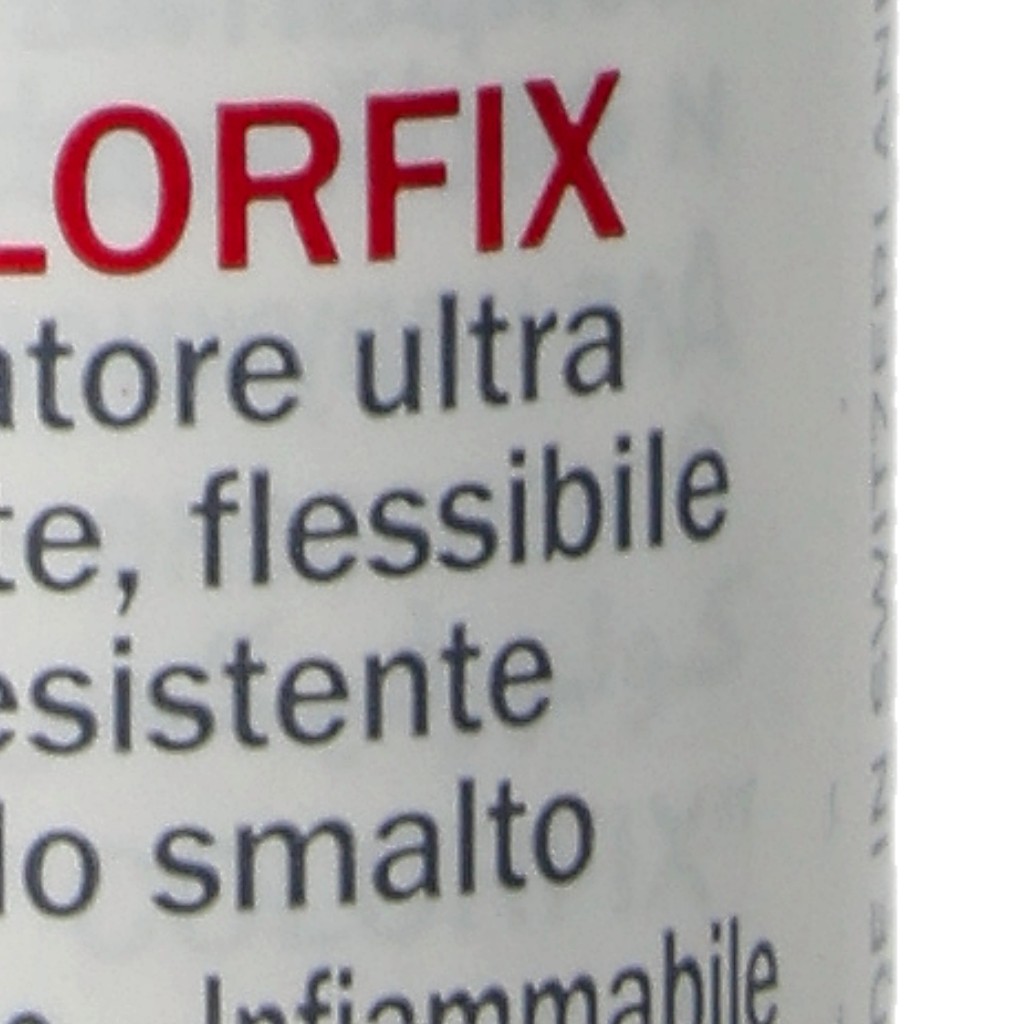 LORFIX
atore ultra
te, flessibile
esistente
lo smalto
Infiammabile